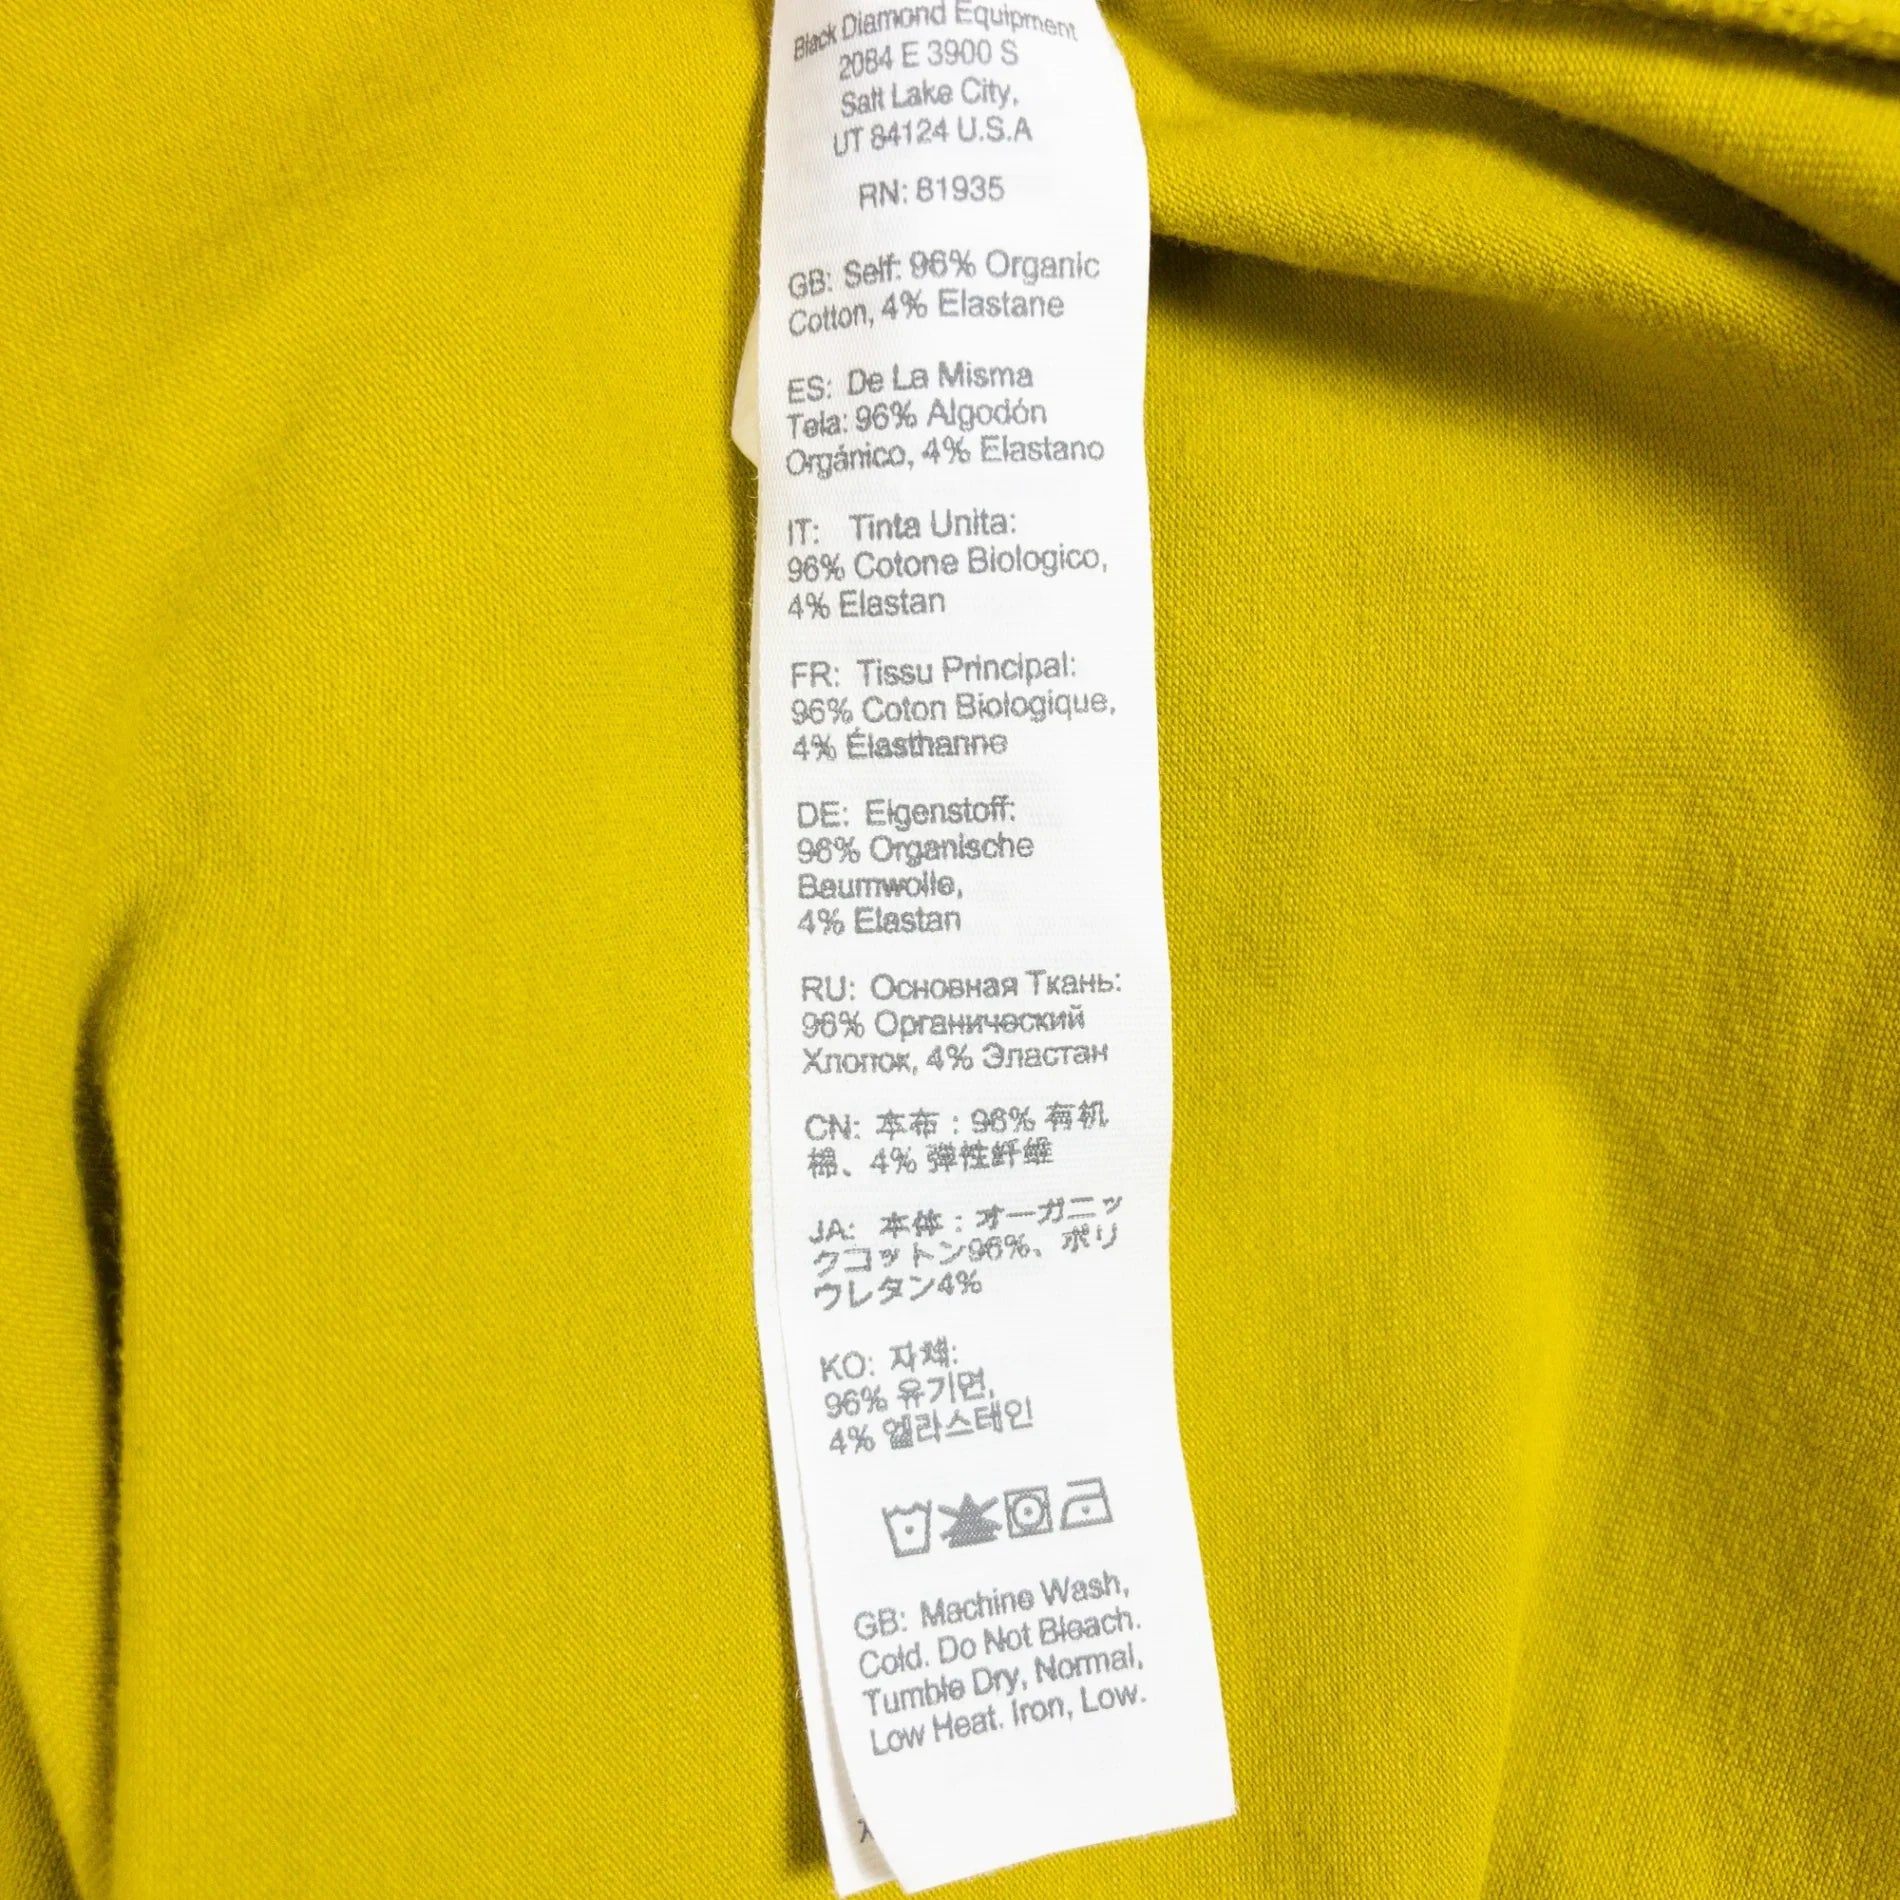 Black Diamond Equipment
2084 E 3900 S
Salt Lake City,
UT 84124 U.S.A
RN: 81935
GB: Self: 96% Organic
Cotton, 4% Elastane
ES: De La Misma
Tela: 96% Algodón
Orgánico, 4% Elastano
IT: Tinta Unita:
96% Cotone Biologico,
4% Elastan
FR: Tissu Principal:
96% Coton Biologique,
4% Élasthanne
DE: Eigenstoff:
96% Organische
Baumwolle,
4% Elastan
RU: Основная Ткань:
96% Органический
Хлопок, 4% Эластан
CN: 本布：96% 有机
棉、4% 弹性纤维
JA: 本体：オーガニッ
クコットン96%、ポリ
ウレタン4%
KO: 자체:
96% 유기면,
4% 엘라스테인
GB: Machine Wash,
Cold. Do Not Bleach.
Tumble Dry, Normal,
Low Heat. Iron, Low.